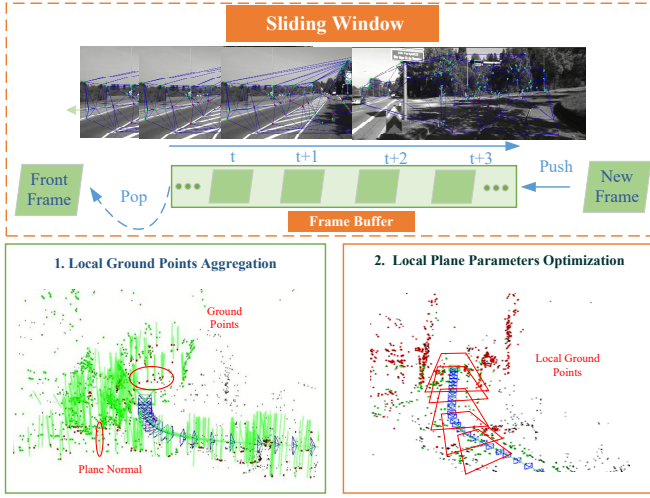 Sliding Window
t
t+1
t+2
t+3
Front
Frame
Pop
Push
New
Frame
Frame Buffer
1. Local Ground Points Aggregation
Ground
Points
Plane Normal
2. Local Plane Parameters Optimization
Local Ground
Points